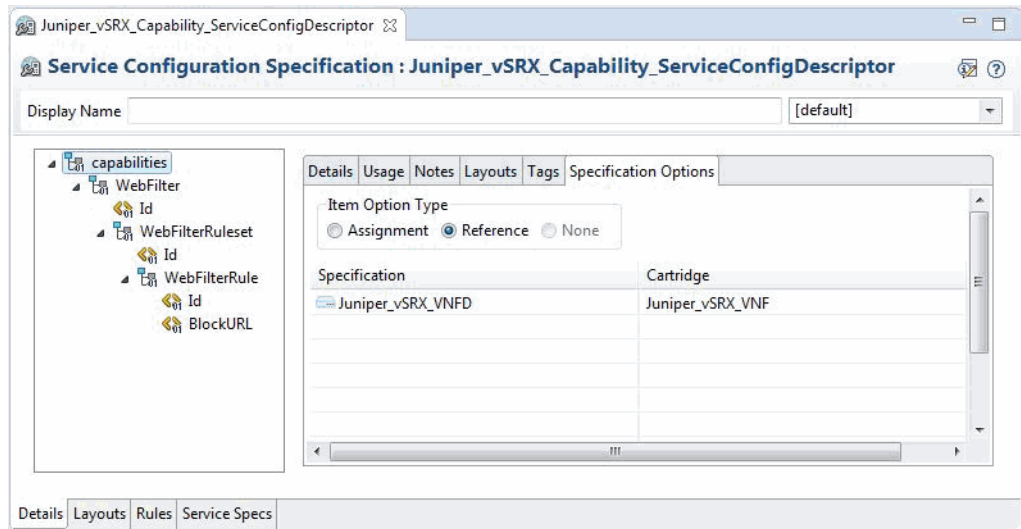 Juniper_vSRX_Capability_ServiceConfigDescriptor
Service Configuration Specification : Juniper_vSRX_Capability_ServiceConfigDescriptor
Display Name [default]
capabilities
WebFilter
Id
WebFilterRuleset
Id
WebFilterRule
Id
BlockURL
Details Usage Notes Layouts Tags Specification Options
Item Option Type
Assignment Reference None
Specification Cartridge
Juniper_vSRX_VNFD Juniper_vSRX_VNF
Details Layouts Rules Service Specs